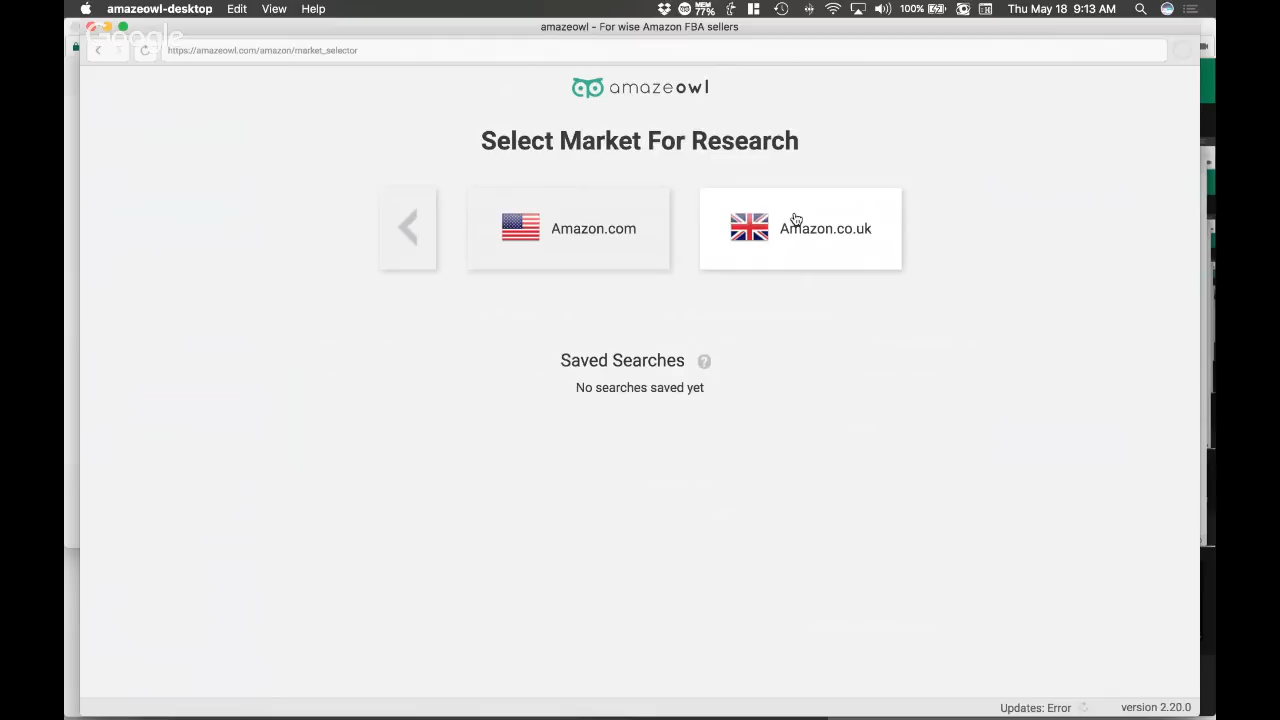 amazeowl-desktop Edit View Help 77% 100% Thu May 18 9:13 AM
amazeowl - For wise Amazon FBA sellers
Google
https://amazeowl.com/amazon/market_selector
amazeowl
Select Market For Research
Amazon.com
Amazon.co.uk
Saved Searches ?
No searches saved yet
Updates: Error version 2.20.0